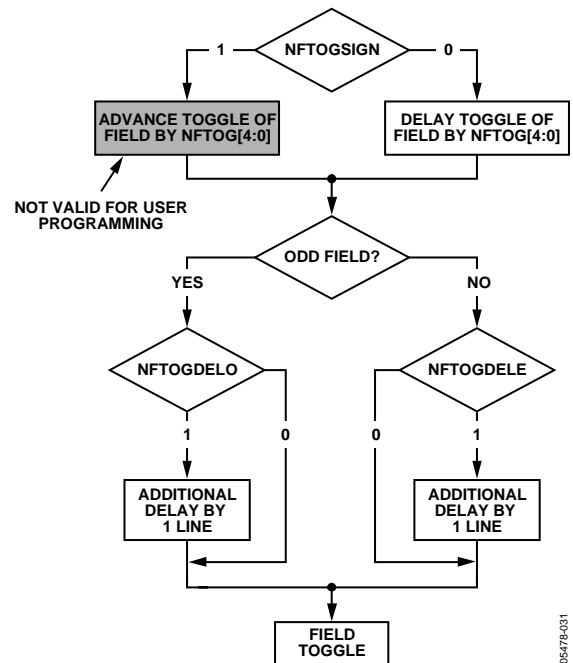 NFTOGSIGN
1
0
ADVANCE TOGGLE OF
FIELD BY NFTOG[4:0]
DELAY TOGGLE OF
FIELD BY NFTOG[4:0]
NOT VALID FOR USER
PROGRAMMING
ODD FIELD?
YES
NO
NFTOGDELO
NFTOGDELE
1
0
0
1
ADDITIONAL
DELAY BY
1 LINE
ADDITIONAL
DELAY BY
1 LINE
FIELD
TOGGLE
05478-031